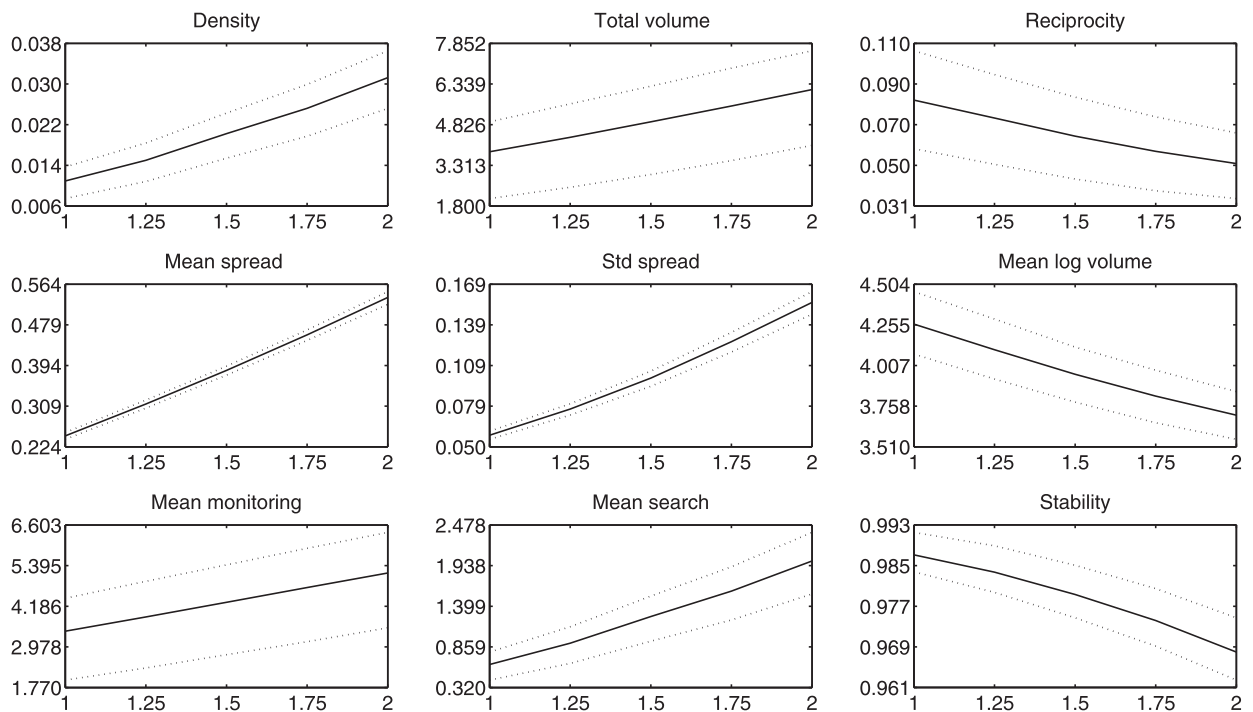 Density
0.038
0.030
0.022
0.014
0.006
1 1.25 1.5 1.75 2
Total volume
7.852
6.339
4.826
3.313
1.800
1 1.25 1.5 1.75 2
Reciprocity
0.110
0.090
0.070
0.050
0.031
1 1.25 1.5 1.75 2
Mean spread
0.564
0.479
0.394
0.309
0.224
1 1.25 1.5 1.75 2
Std spread
0.169
0.139
0.109
0.079
0.050
1 1.25 1.5 1.75 2
Mean log volume
4.504
4.255
4.007
3.758
3.510
1 1.25 1.5 1.75 2
Mean monitoring
6.603
5.395
4.186
2.978
1.770
1 1.25 1.5 1.75 2
Mean search
2.478
1.938
1.399
0.859
0.320
1 1.25 1.5 1.75 2
Stability
0.993
0.985
0.977
0.969
0.961
1 1.25 1.5 1.75 2